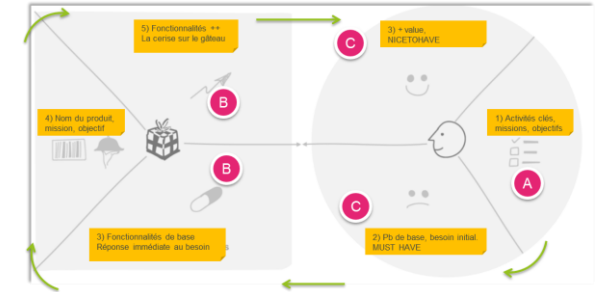 5) Fonctionnalités ++
La cerise sur le gâteau
C
3) + value,
NICETOHAVE
B
4) Nom du produit,
mission, objectif
1) Activités clés,
missions, objectifs
B
A
C
3) Fonctionnalités de base
Réponse immédiate au besoin
s
2) Pb de base, besoin initial.
MUST HAVE